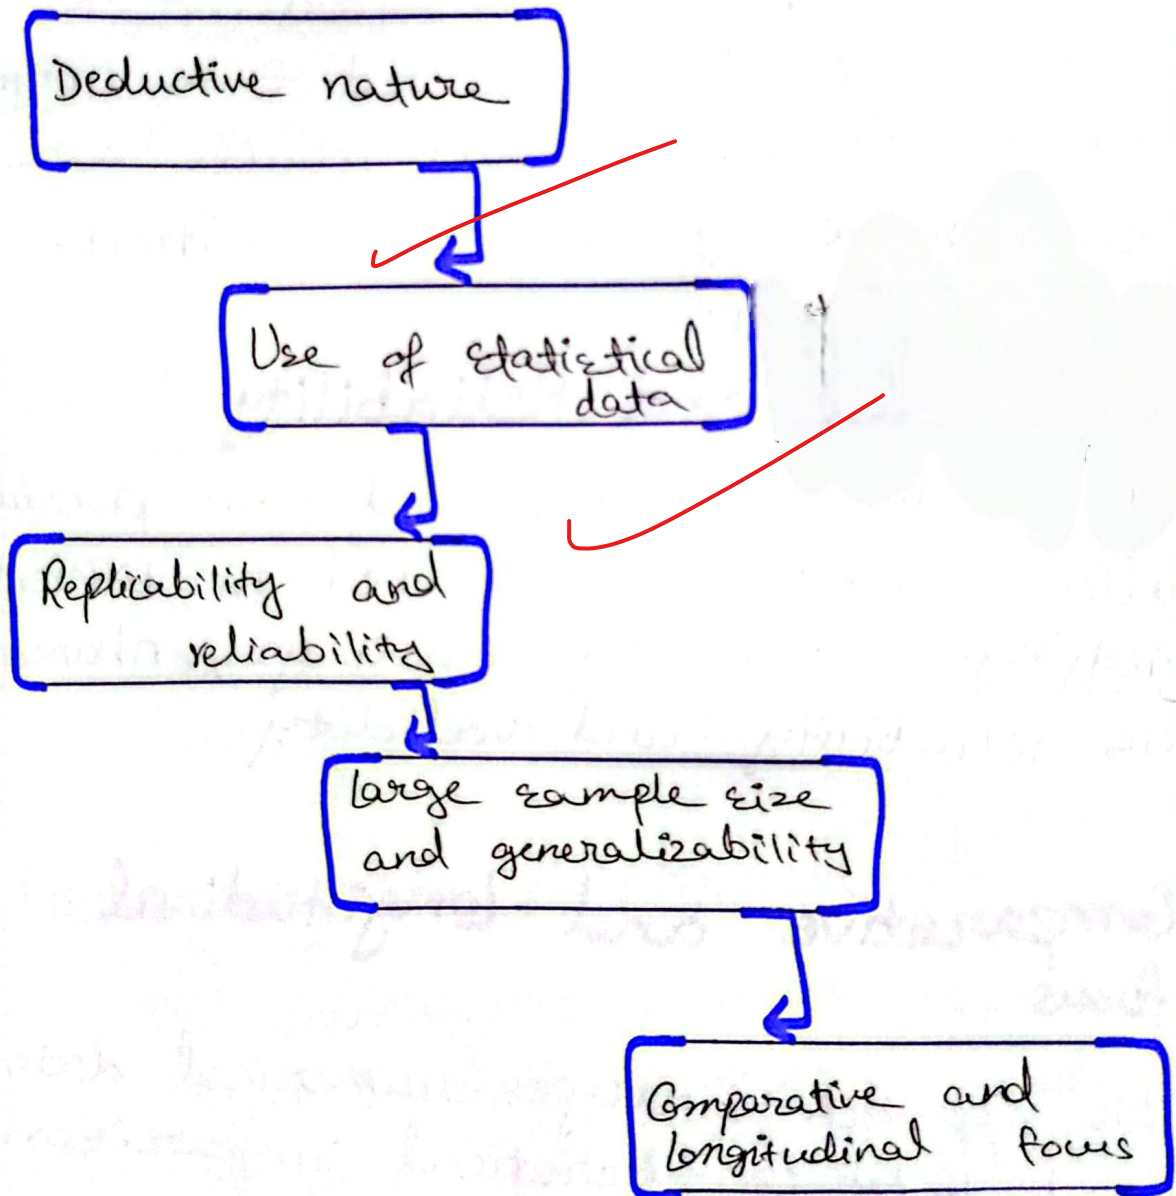 Deductive nature
Use of statistical
data
Replicability and
reliability
Large sample size
and generalizability
Comparative and
Longitudinal focus